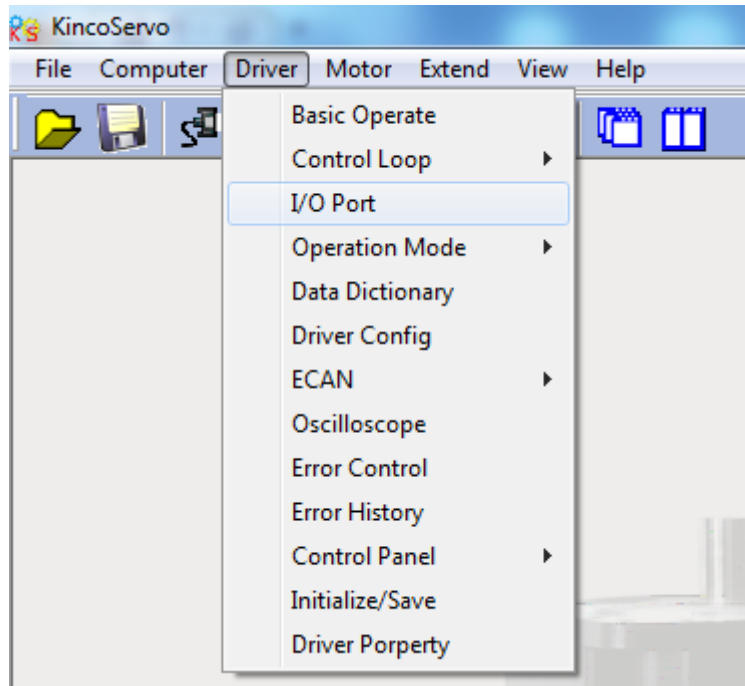 KincoServo
File Computer Driver Motor Extend View Help
Basic Operate
Control Loop
I/O Port
Operation Mode
Data Dictionary
Driver Config
ECAN
Oscilloscope
Error Control
Error History
Control Panel
Initialize/Save
Driver Porperty